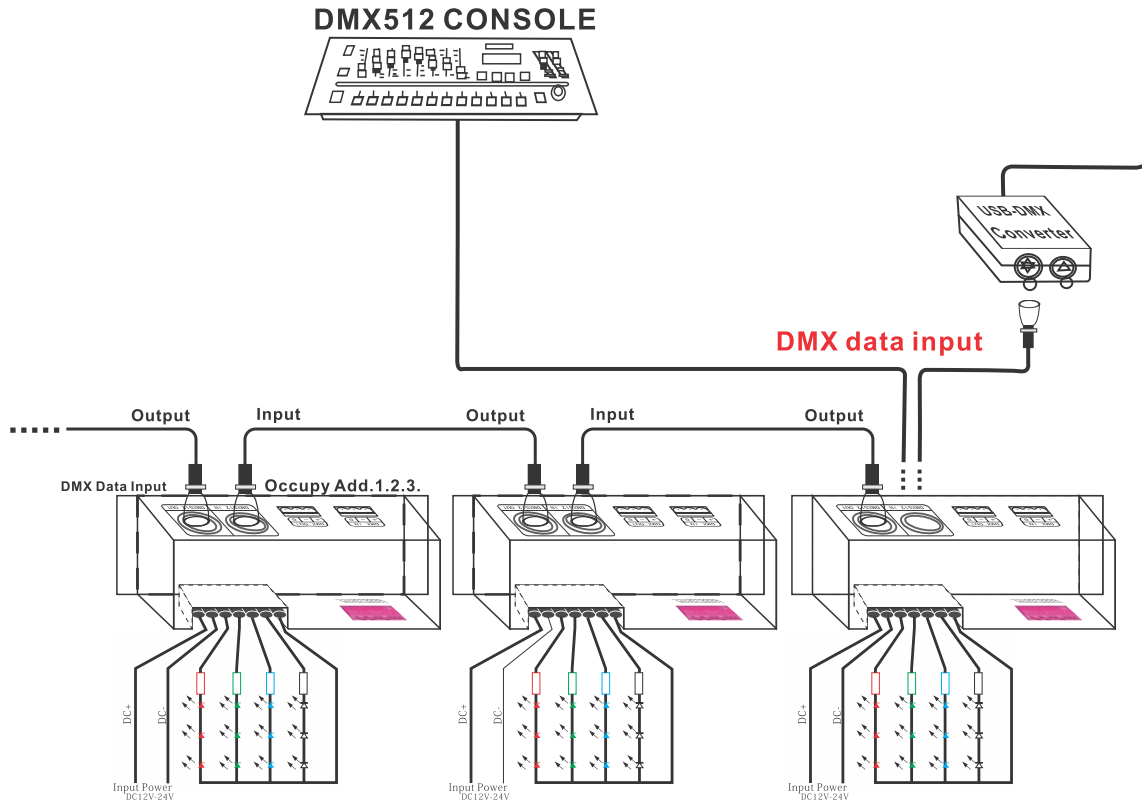 DMX512 CONSOLE
USB-DMX
Converter
DMX data input
Output
Input
Output
Input
Output
DMX Data Input
Occupy Add.1.2.3.
DC+
DC-
DC+
DC-
DC+
DC-
Input Power
DC12V-24V
Input Power
DC12V-24V
Input Power
DC12V-24V